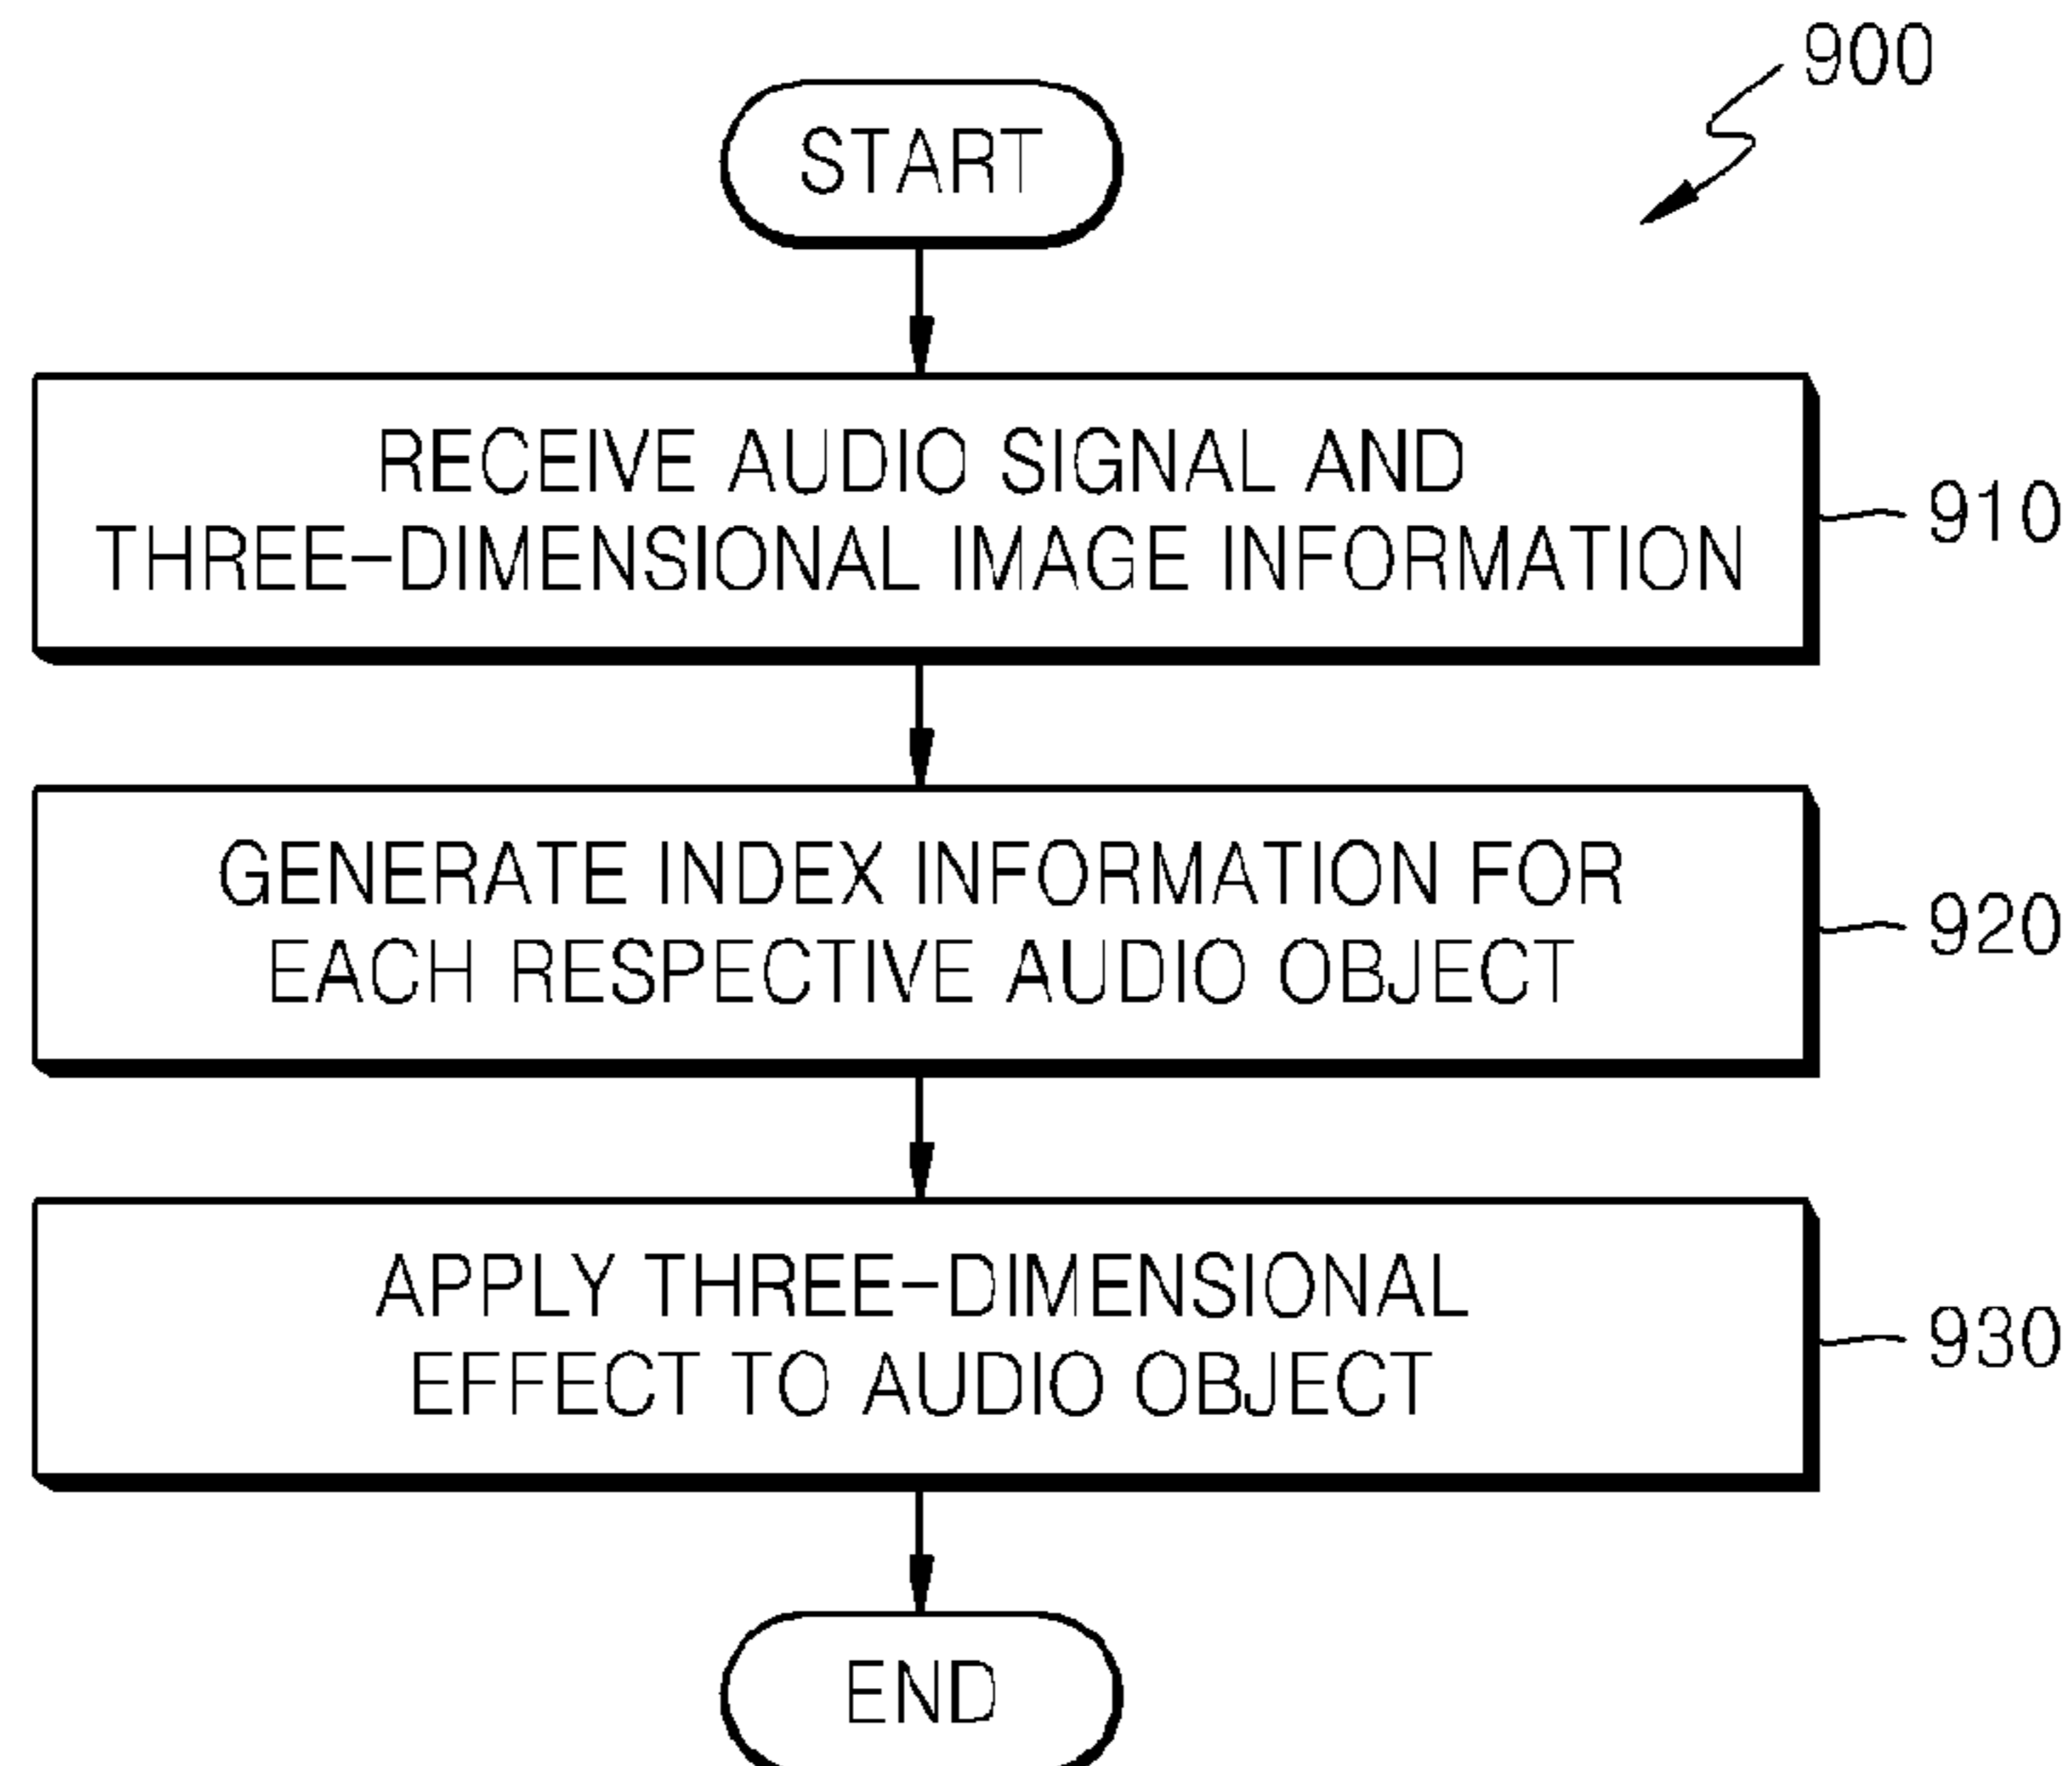 900
START
RECEIVE AUDIO SIGNAL AND
THREE-DIMENSIONAL IMAGE INFORMATION
910
GENERATE INDEX INFORMATION FOR
EACH RESPECTIVE AUDIO OBJECT
920
APPLY THREE-DIMENSIONAL
EFFECT TO AUDIO OBJECT
930
END